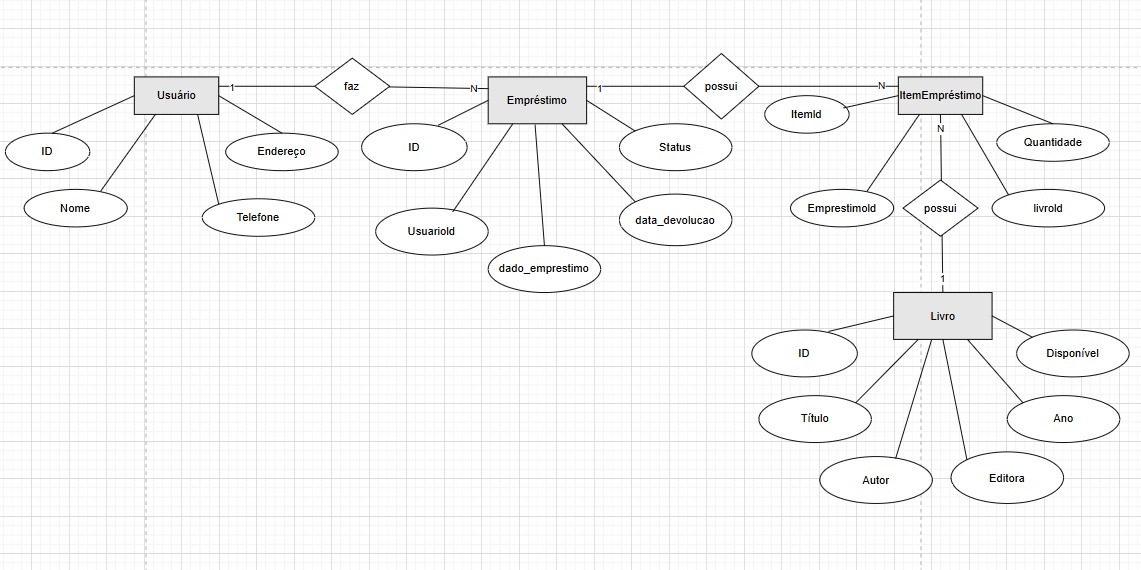 Usuário
1
faz
N
Empréstimo
1
possui
N
ItemEmpréstimo
ID
Nome
Telefone
Endereço
ID
UsuarioId
dado_emprestimo
data_devolucao
Status
ItemId
EmprestimoId
N
possui
1
livroId
Quantidade
Livro
ID
Título
Autor
Editora
Ano
Disponível